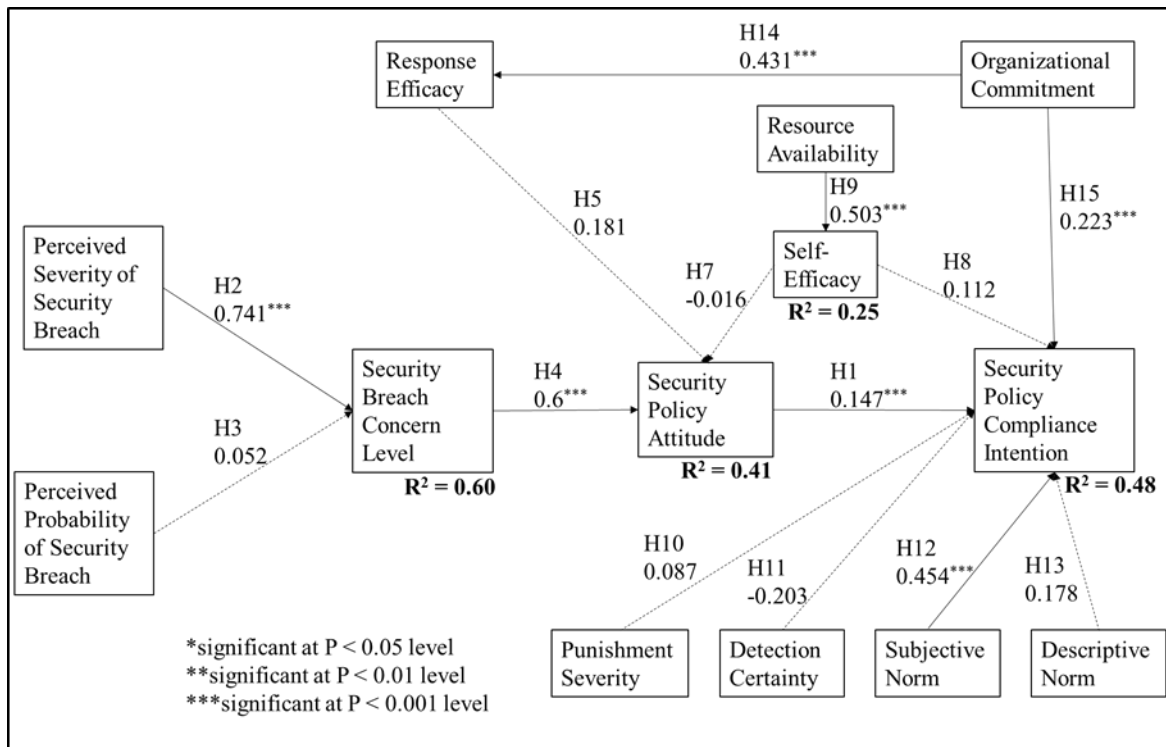 H14
0.431***
Response
Efficacy
Organizational
Commitment
Resource
Availability
H9
0.503***
H5
0.181
H15
0.223***
Perceived
Severity of
Security
Breach
H2
0.741***
H7
-0.016
Self-
Efficacy
R² = 0.25
H8
0.112
Security
Breach
Concern
Level
R² = 0.60
H4
0.6***
Security
Policy
Attitude
R² = 0.41
H1
0.147***
Security
Policy
Compliance
Intention
R² = 0.48
H3
0.052
Perceived
Probability
of Security
Breach
H10
0.087
H11
-0.203
H12
0.454***
H13
0.178
Punishment
Severity
Detection
Certainty
Subjective
Norm
Descriptive
Norm
*significant at P < 0.05 level
**significant at P < 0.01 level
***significant at P < 0.001 level